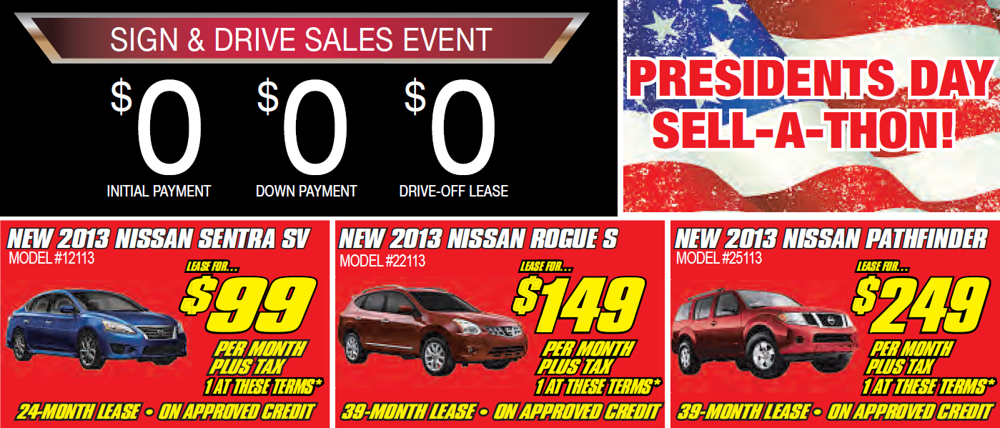 SIGN & DRIVE SALES EVENT
$0 $0 $0
INITIAL PAYMENT DOWN PAYMENT DRIVE-OFF LEASE
PRESIDENTS DAY
SELL-A-THON!
NEW 2013 NISSAN SENTRA SV
MODEL #12113
LEASE FOR...
$99
PER MONTH
PLUS TAX
1 AT THESE TERMS*
24-MONTH LEASE • ON APPROVED CREDIT
NEW 2013 NISSAN ROGUE S
MODEL #22113
LEASE FOR...
$149
PER MONTH
PLUS TAX
1 AT THESE TERMS*
39-MONTH LEASE • ON APPROVED CREDIT
NEW 2013 NISSAN PATHFINDER
MODEL #25113
LEASE FOR...
$249
PER MONTH
PLUS TAX
1 AT THESE TERMS*
39-MONTH LEASE • ON APPROVED CREDIT